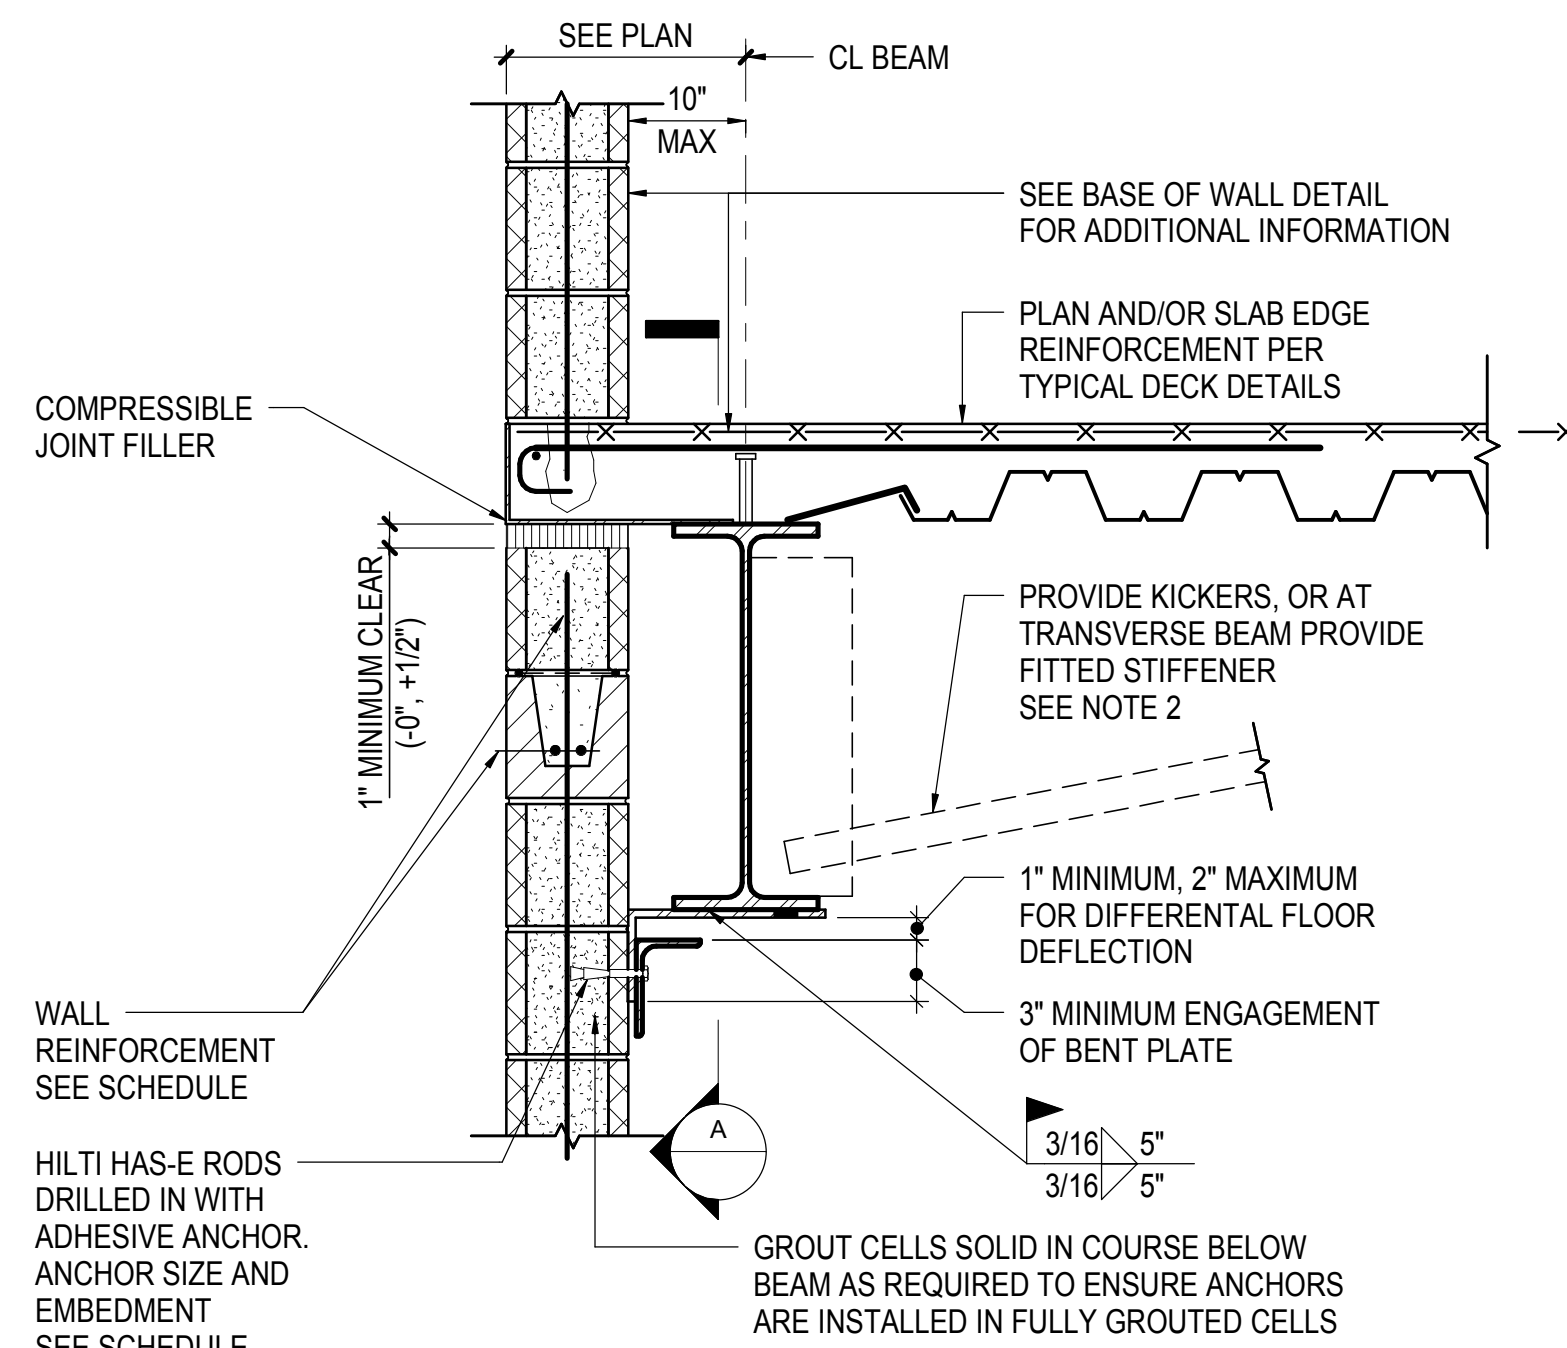 SEE PLAN
CL BEAM
10"
MAX
SEE BASE OF WALL DETAIL
FOR ADDITIONAL INFORMATION
PLAN AND/OR SLAB EDGE
REINFORCEMENT PER
TYPICAL DECK DETAILS
COMPRESSIBLE
JOINT FILLER
1" MINIMUM CLEAR
(-0", +1/2")
PROVIDE KICKERS, OR AT
TRANSVERSE BEAM PROVIDE
FITTED STIFFENER
SEE NOTE 2
1" MINIMUM, 2" MAXIMUM
FOR DIFFERENTAL FLOOR
DEFLECTION
3" MINIMUM ENGAGEMENT
OF BENT PLATE
WALL
REINFORCEMENT
SEE SCHEDULE
A
3/16 5"
3/16 5"
HILTI HAS-E RODS
DRILLED IN WITH
ADHESIVE ANCHOR.
ANCHOR SIZE AND
EMBEDMENT
SEE SCHEDULE
GROUT CELLS SOLID IN COURSE BELOW
BEAM AS REQUIRED TO ENSURE ANCHORS
ARE INSTALLED IN FULLY GROUTED CELLS